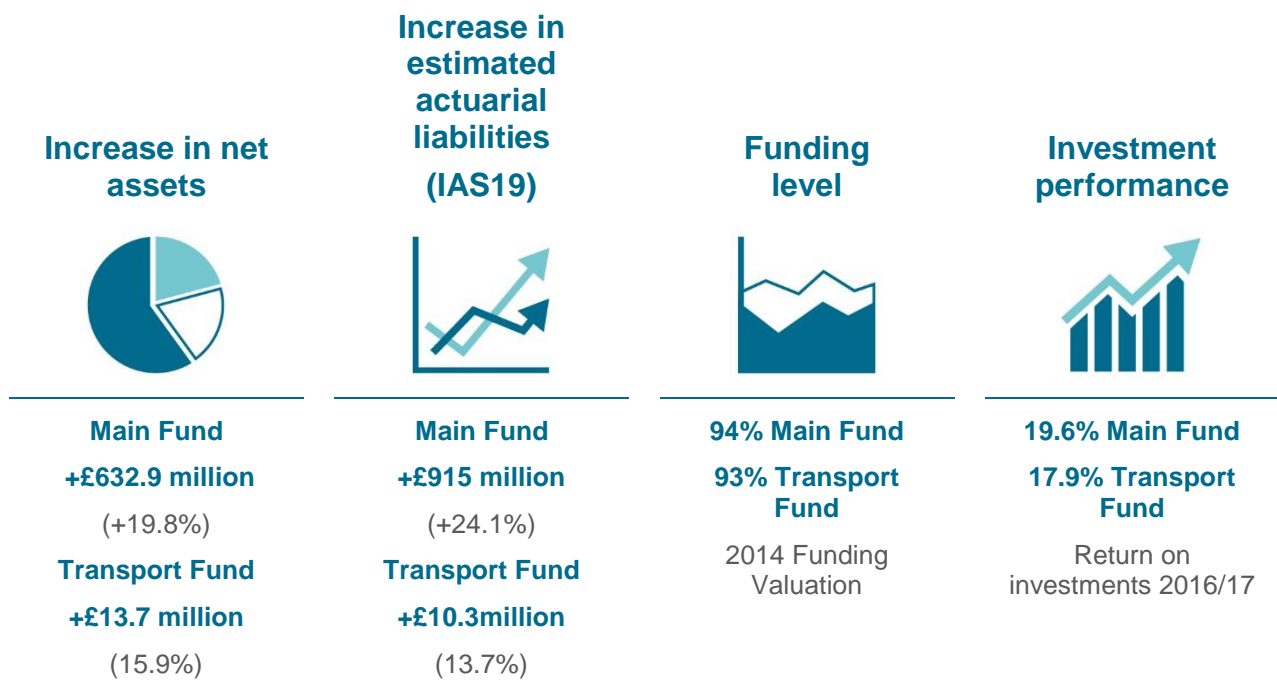 Increase in net
assets
Main Fund
+£632.9 million
(+19.8%)
Transport Fund
+£13.7 million
(15.9%)
Increase in
estimated
actuarial
liabilities
(IAS19)
Main Fund
+£915 million
(+24.1%)
Transport Fund
+£10.3million
(13.7%)
Funding
level
94% Main Fund
93% Transport
Fund
2014 Funding
Valuation
Investment
performance
19.6% Main Fund
17.9% Transport
Fund
Return on
investments 2016/17